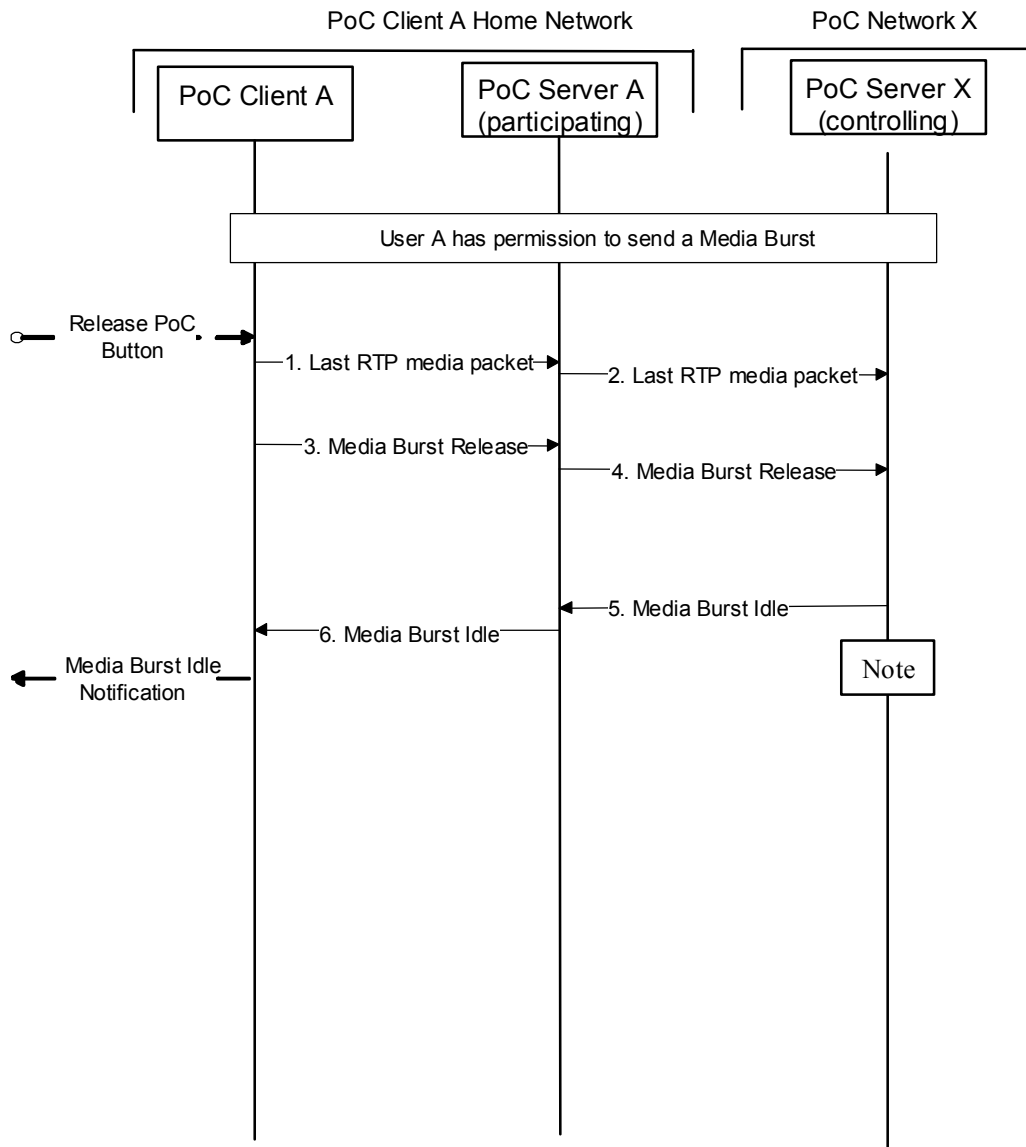 PoC Client A Home Network
PoC Network X
PoC Client A
PoC Server A
(participating)
PoC Server X
(controlling)
User A has permission to send a Media Burst
Release PoC
Button
1. Last RTP media packet
2. Last RTP media packet
3. Media Burst Release
4. Media Burst Release
5. Media Burst Idle
6. Media Burst Idle
Media Burst Idle
Notification
Note